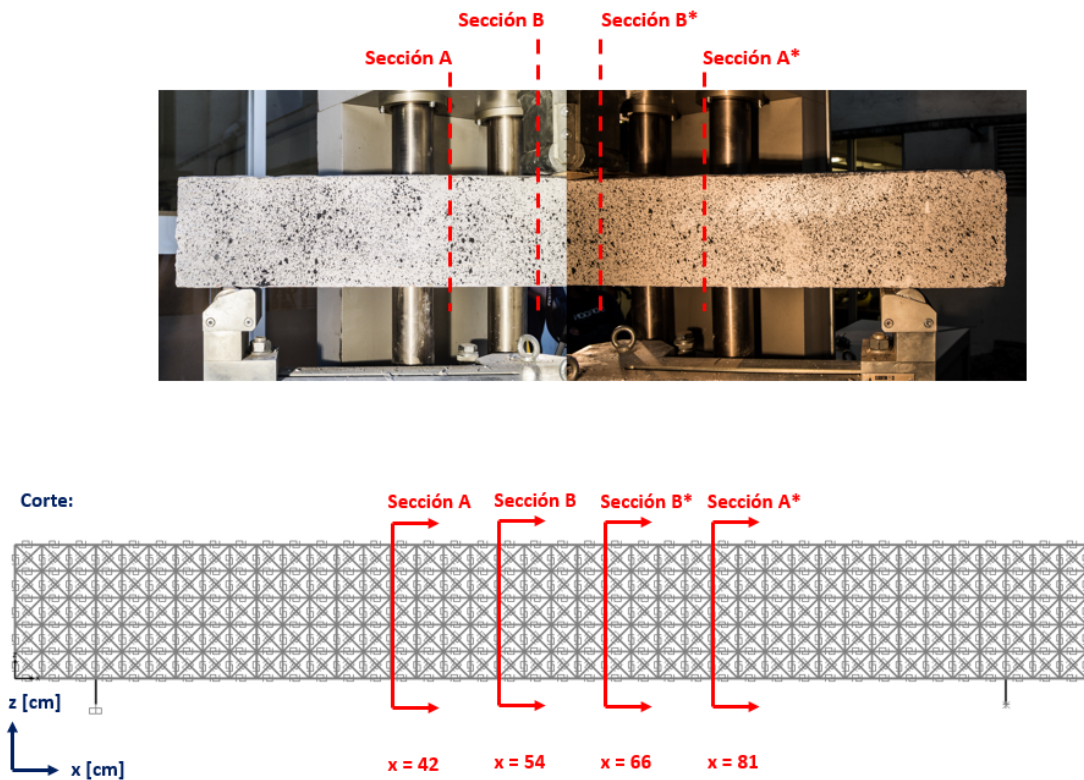 Sección B
Sección B*
Sección A
Sección A*
Corte:
Sección A
Sección B
Sección B*
Sección A*
z [cm]
x [cm]
x = 42
x = 54
x = 66
x = 81